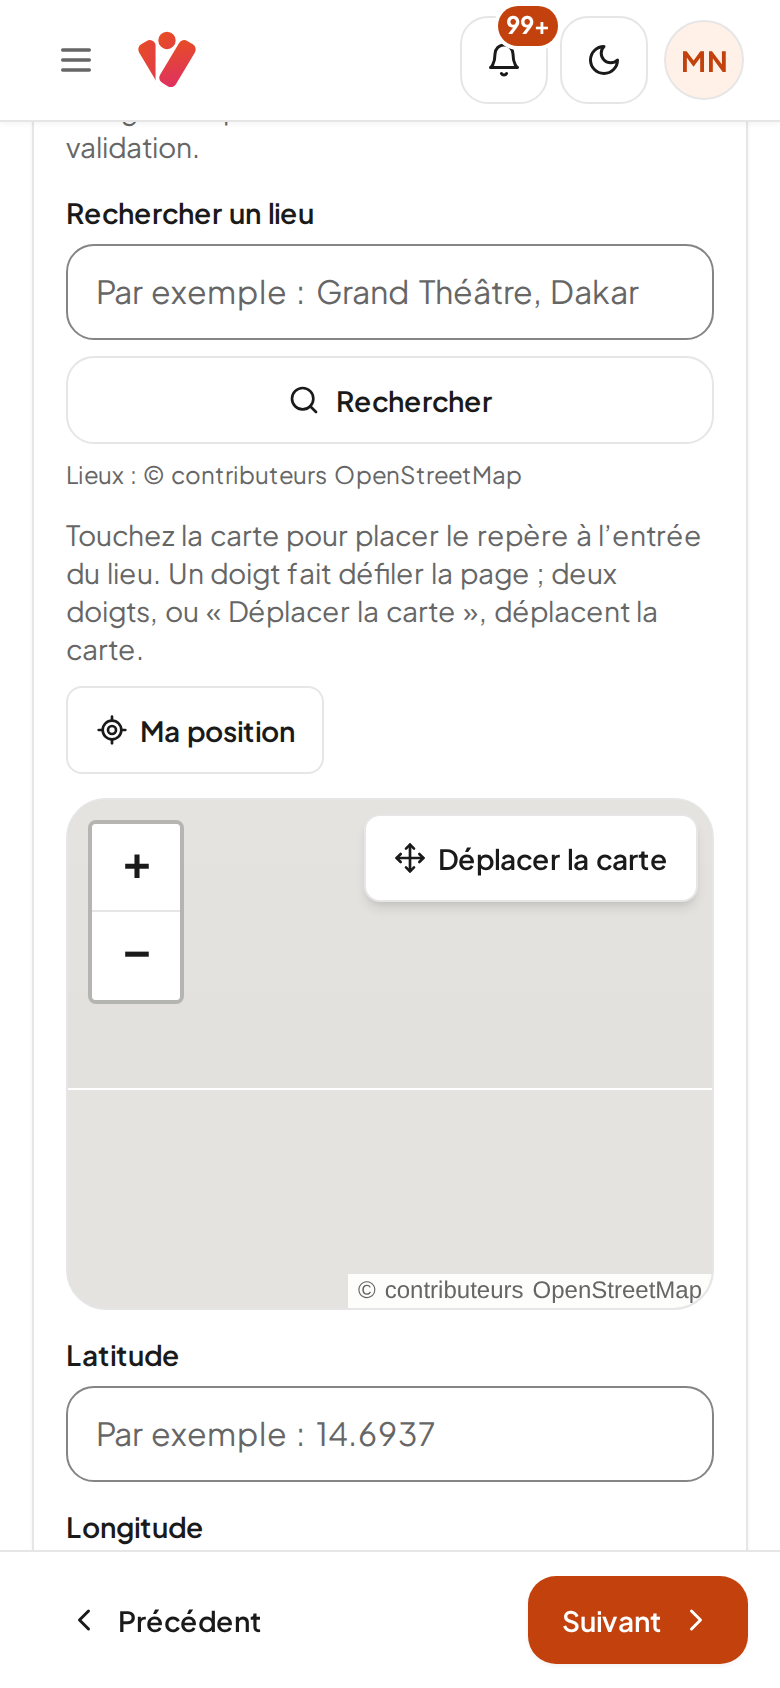 99+
MN
validation.
Rechercher un lieu
Par exemple : Grand Théâtre, Dakar
Rechercher
Lieux : © contributeurs OpenStreetMap
Touchez la carte pour placer le repère à l’entrée
du lieu. Un doigt fait défiler la page ; deux
doigts, ou « Déplacer la carte », déplacent la
carte.
Ma position
+
Déplacer la carte
−
© contributeurs OpenStreetMap
Latitude
Par exemple : 14.6937
Longitude
Précédent
Suivant